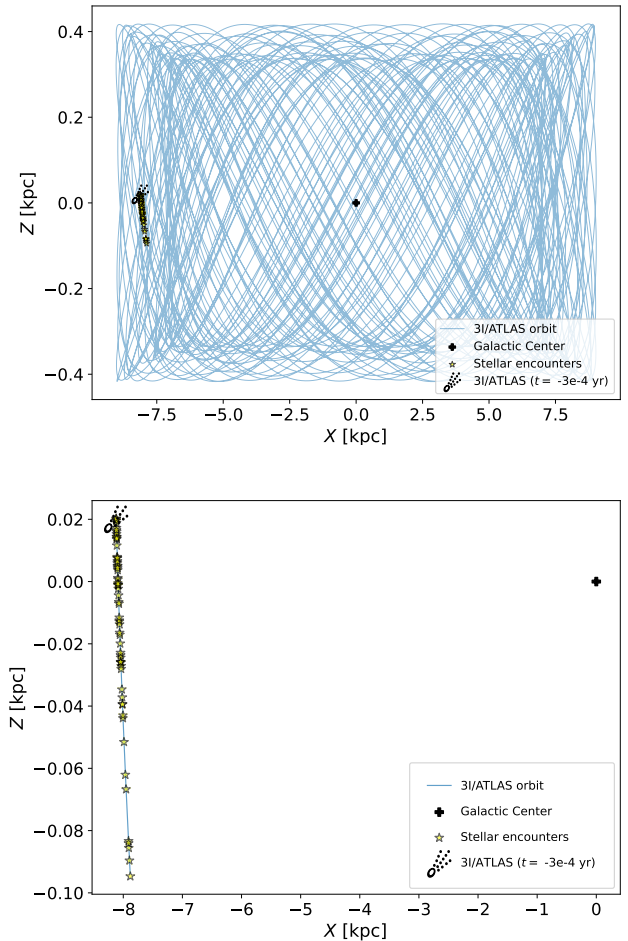 0.4
0.2
0.0
−0.2
−0.4
Z [kpc]
3I/ATLAS orbit
Galactic Center
Stellar encounters
3I/ATLAS (t = -3e-4 yr)
−7.5 −5.0 −2.5 0.0 2.5 5.0 7.5
X [kpc]
0.02
0.00
−0.02
−0.04
−0.06
−0.08
−0.10
Z [kpc]
3I/ATLAS orbit
Galactic Center
Stellar encounters
3I/ATLAS (t = -3e-4 yr)
−8 −7 −6 −5 −4 −3 −2 −1 0
X [kpc]